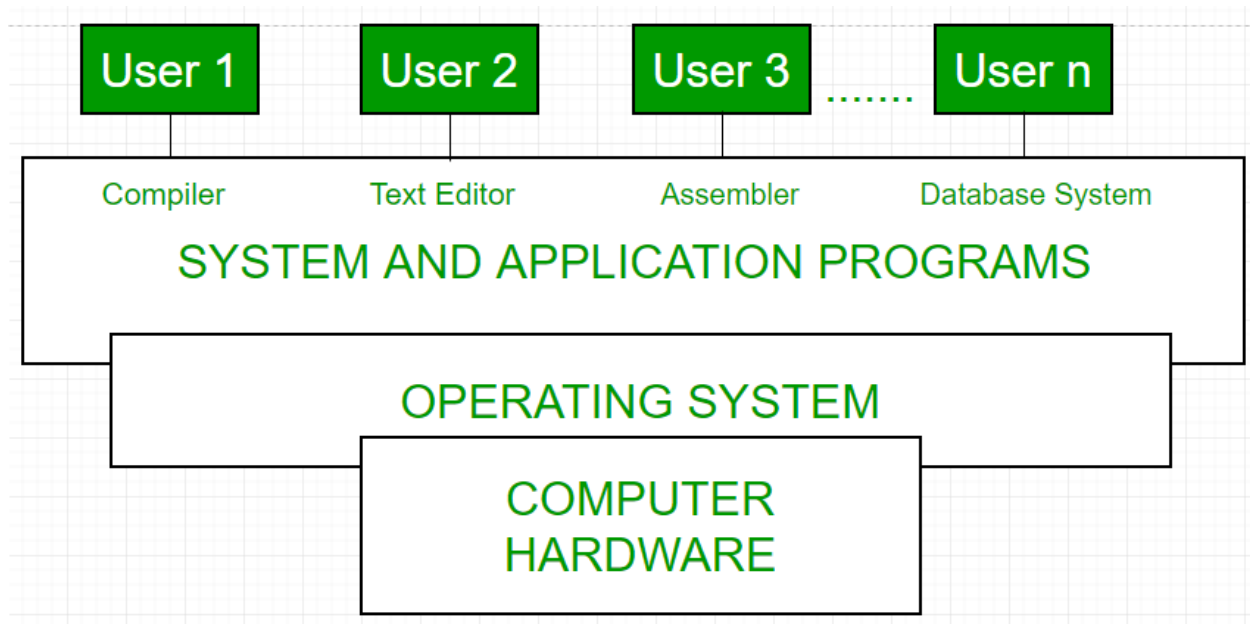 User 1 User 2 User 3 ....... User n
Compiler Text Editor Assembler Database System
SYSTEM AND APPLICATION PROGRAMS
OPERATING SYSTEM
COMPUTER
HARDWARE